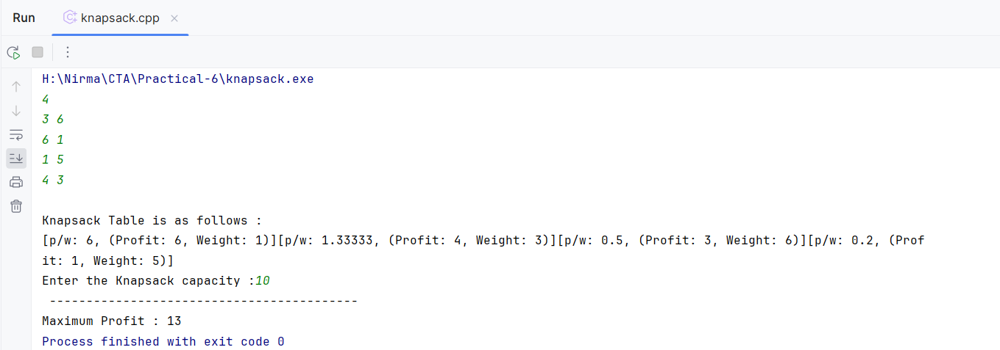 Run knapsack.cpp
H:\Nirma\CTA\Practical-6\knapsack.exe
4
3 6
6 1
1 5
4 3
Knapsack Table is as follows :
[p/w: 6, (Profit: 6, Weight: 1)][p/w: 1.33333, (Profit: 4, Weight: 3)][p/w: 0.5, (Profit: 3, Weight: 6)][p/w: 0.2, (Prof
it: 1, Weight: 5)]
Enter the Knapsack capacity :10
------------------------------------------
Maximum Profit : 13
Process finished with exit code 0